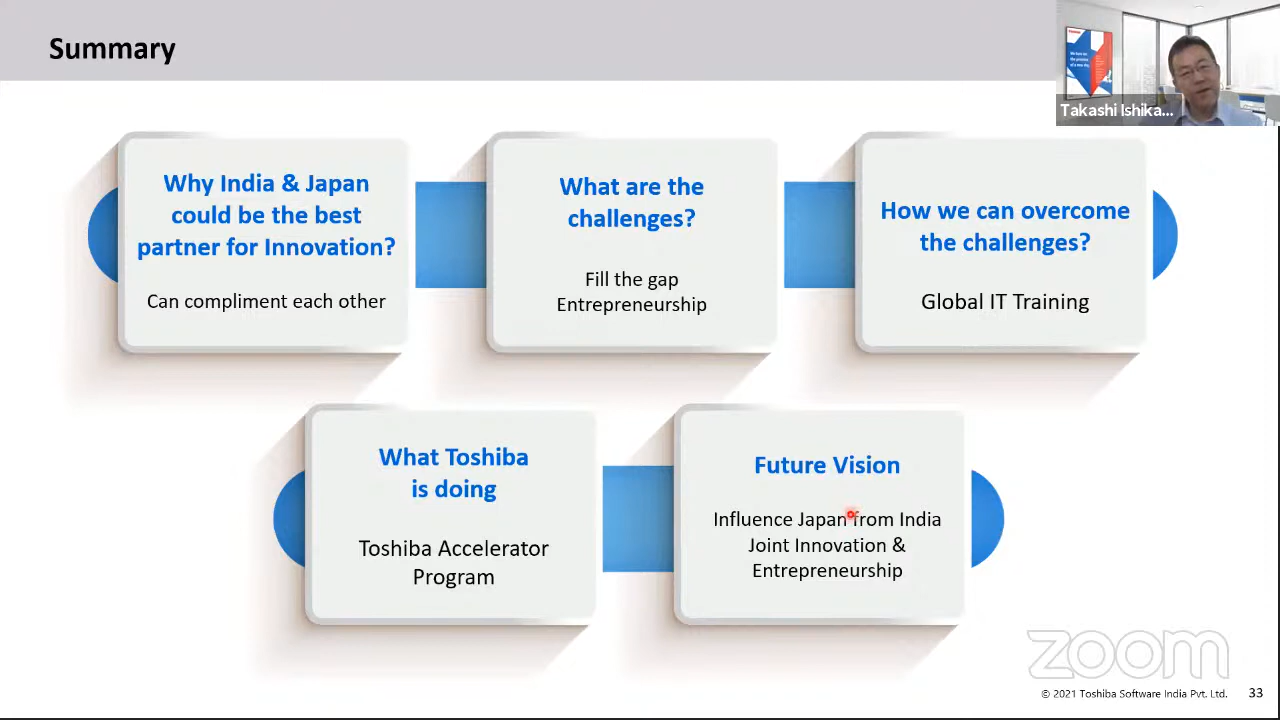 Summary
Takashi Ishika...
Why India & Japan
could be the best
partner for Innovation?
Can compliment each other
What are the
challenges?
Fill the gap
Entrepreneurship
How we can overcome
the challenges?
Global IT Training
What Toshiba
is doing
Toshiba Accelerator
Program
Future Vision
Influence Japan from India
Joint Innovation &
Entrepreneurship
zoom
© 2021 Toshiba Software India Pvt. Ltd. 33